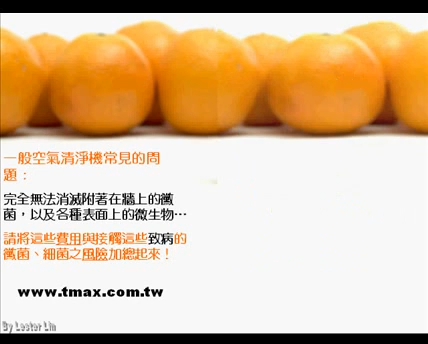 一般空氣清淨機常見的問
題：
完全無法消滅附著在牆上的黴
菌，以及各種表面上的微生物…
請將這些費用與接觸這些致病的
黴菌、細菌之風險加總起來！
www.tmax.com.tw
By Lester Lin